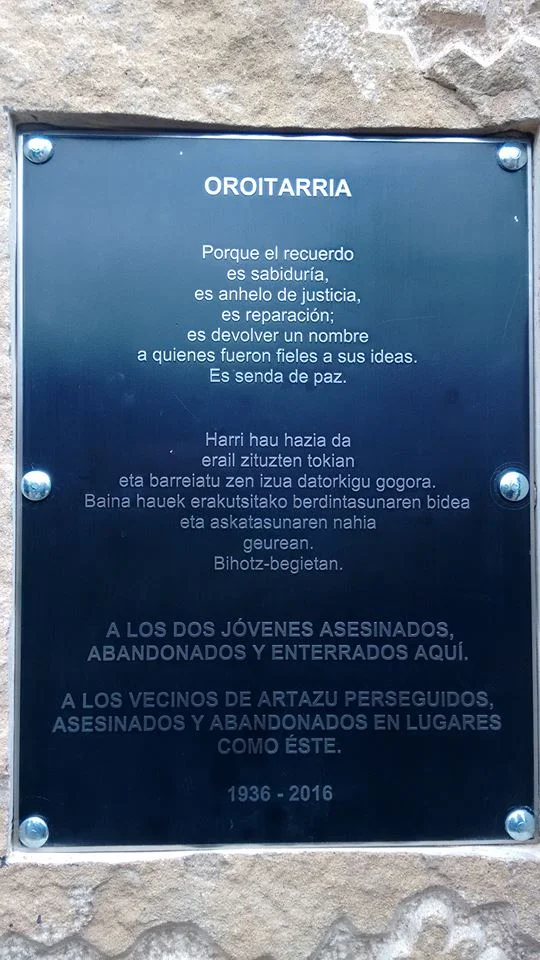 OROITARRIA
Porque el recuerdo
es sabiduría,
es anhelo de justicia,
es reparación;
es devolver un nombre
a quienes fueron fieles a sus ideas.
Es senda de paz.
Harri hau hazia da
erail zituzten tokian
eta barreiatu zen izua datorkigu gogora.
Baina hauek erakutsitako berdintasunaren bidea
eta askatasunaren nahia
geurean.
Bihotz-begietan.
A LOS DOS JÓVENES ASESINADOS,
ABANDONADOS Y ENTERRADOS AQUÍ.
A LOS VECINOS DE ARTAZU PERSEGUIDOS,
ASESINADOS Y ABANDONADOS EN LUGARES
COMO ÉSTE.
1936 - 2016